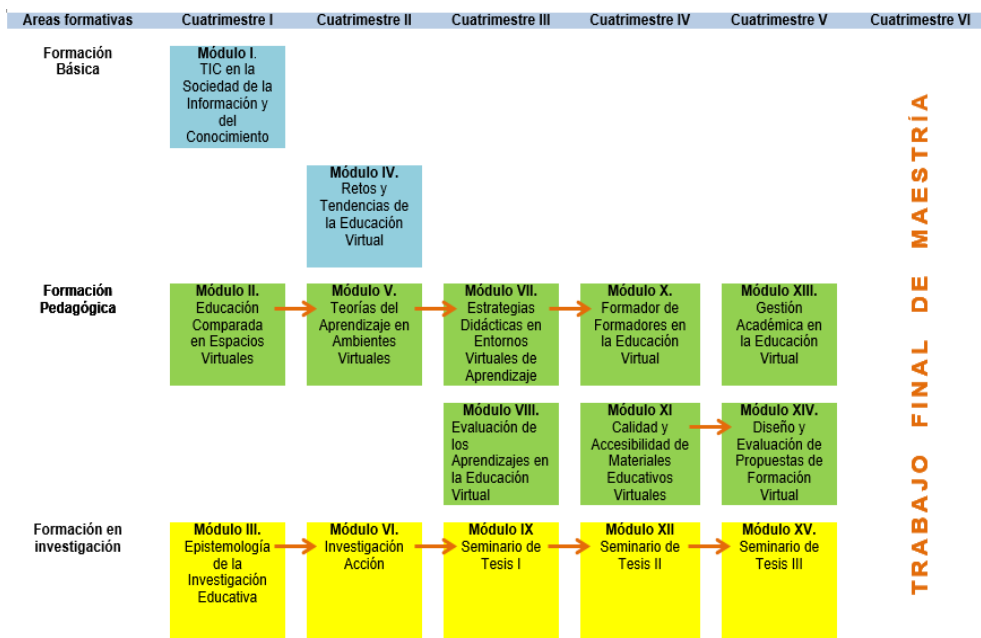 Areas formativas Cuatrimestre I Cuatrimestre II Cuatrimestre III Cuatrimestre IV Cuatrimestre V Cuatrimestre VI
Formación
Básica
Módulo I.
TIC en la
Sociedad de la
Información y
del
Conocimiento
Módulo IV.
Retos y
Tendencias de
la Educación
Virtual
Formación
Pedagógica
Módulo II.
Educación
Comparada
en Espacios
Virtuales
Módulo V.
Teorías del
Aprendizaje en
Ambientes
Virtuales
Módulo VII.
Estrategias
Didácticas en
Entornos
Virtuales de
Aprendizaje
Módulo X.
Formador de
Formadores en
la Educación
Virtual
Módulo XIII.
Gestión
Académica en
la Educación
Virtual
Módulo VIII.
Evaluación de
los
Aprendizajes en
la Educación
Virtual
Módulo XI
Calidad y
Accesibilidad de
Materiales
Educativos
Virtuales
Módulo XIV.
Diseño y
Evaluación de
Propuestas de
Formación
Virtual
Formación en
investigación
Módulo III.
Epistemología
de la
Investigación
Educativa
Módulo VI.
Investigación
Acción
Módulo IX
Seminario de
Tesis I
Módulo XII
Seminario de
Tesis II
Módulo XV.
Seminario de
Tesis III
TRABAJO FINAL DE MAESTRÍA